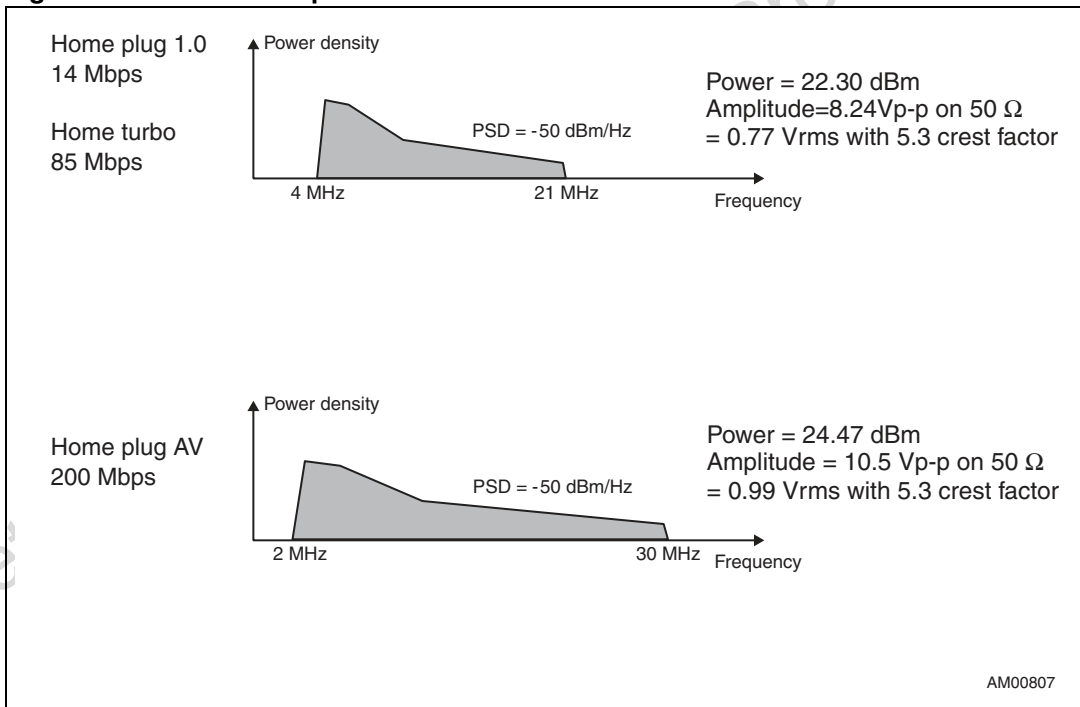 Home plug 1.0
14 Mbps
Home turbo
85 Mbps
Power density
PSD = -50 dBm/Hz
4 MHz
21 MHz
Frequency
Power = 22.30 dBm
Amplitude=8.24Vp-p on 50 Ω
= 0.77 Vrms with 5.3 crest factor
Home plug AV
200 Mbps
Power density
PSD = -50 dBm/Hz
2 MHz
30 MHz
Frequency
Power = 24.47 dBm
Amplitude = 10.5 Vp-p on 50 Ω
= 0.99 Vrms with 5.3 crest factor
AM00807